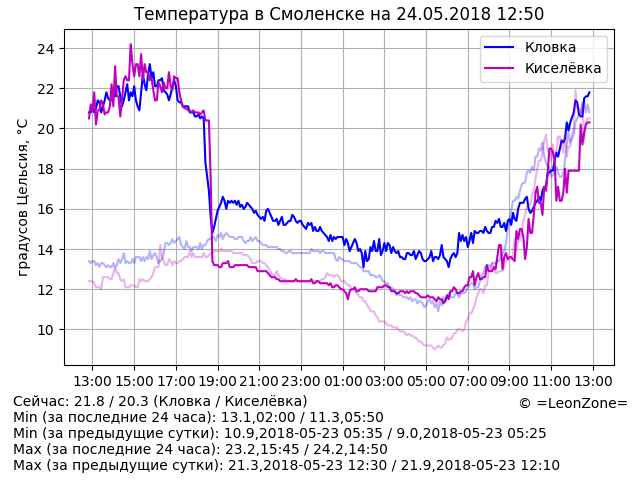 Температура в Смоленске на 24.05.2018 12:50
Кловка
Киселёвка
градусов Цельсия, °C
24
22
20
18
16
14
12
10
13:00 15:00 17:00 19:00 21:00 23:00 01:00 03:00 05:00 07:00 09:00 11:00 13:00
Сейчас: 21.8 / 20.3 (Кловка / Киселёвка)
© =LeonZone=
Min (за последние 24 часа): 13.1,02:00 / 11.3,05:50
Min (за предыдущие сутки): 10.9,2018-05-23 05:35 / 9.0,2018-05-23 05:25
Max (за последние 24 часа): 23.2,15:45 / 24.2,14:50
Max (за предыдущие сутки): 21.3,2018-05-23 12:30 / 21.9,2018-05-23 12:10